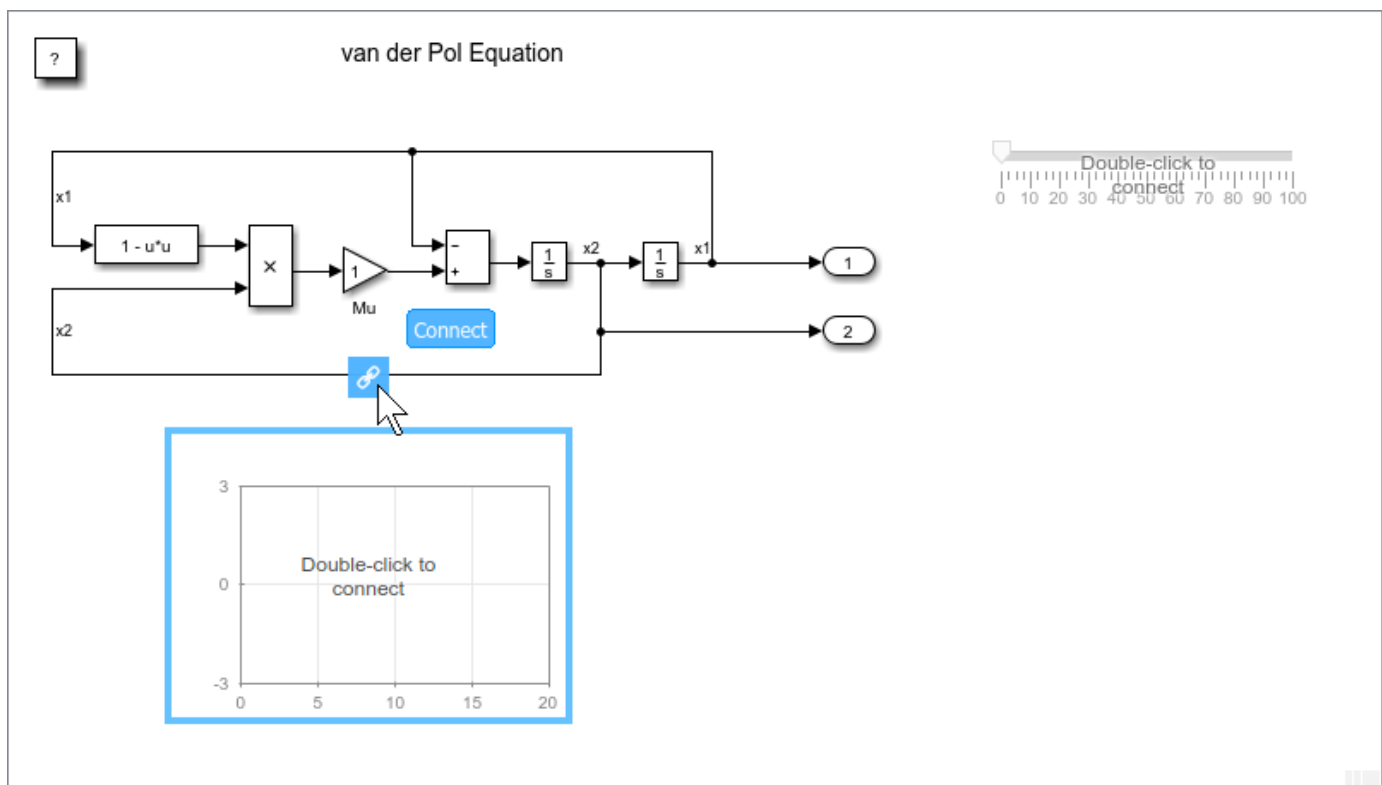 ?
van der Pol Equation
x1
1 - u*u
×
1
Mu
−
+
1
s
x2
1
s
x1
1
2
x2
Connect
Double-click to
connect
0 10 20 30 40 50 60 70 80 90 100
3
0
-3
Double-click to
connect
0 5 10 15 20